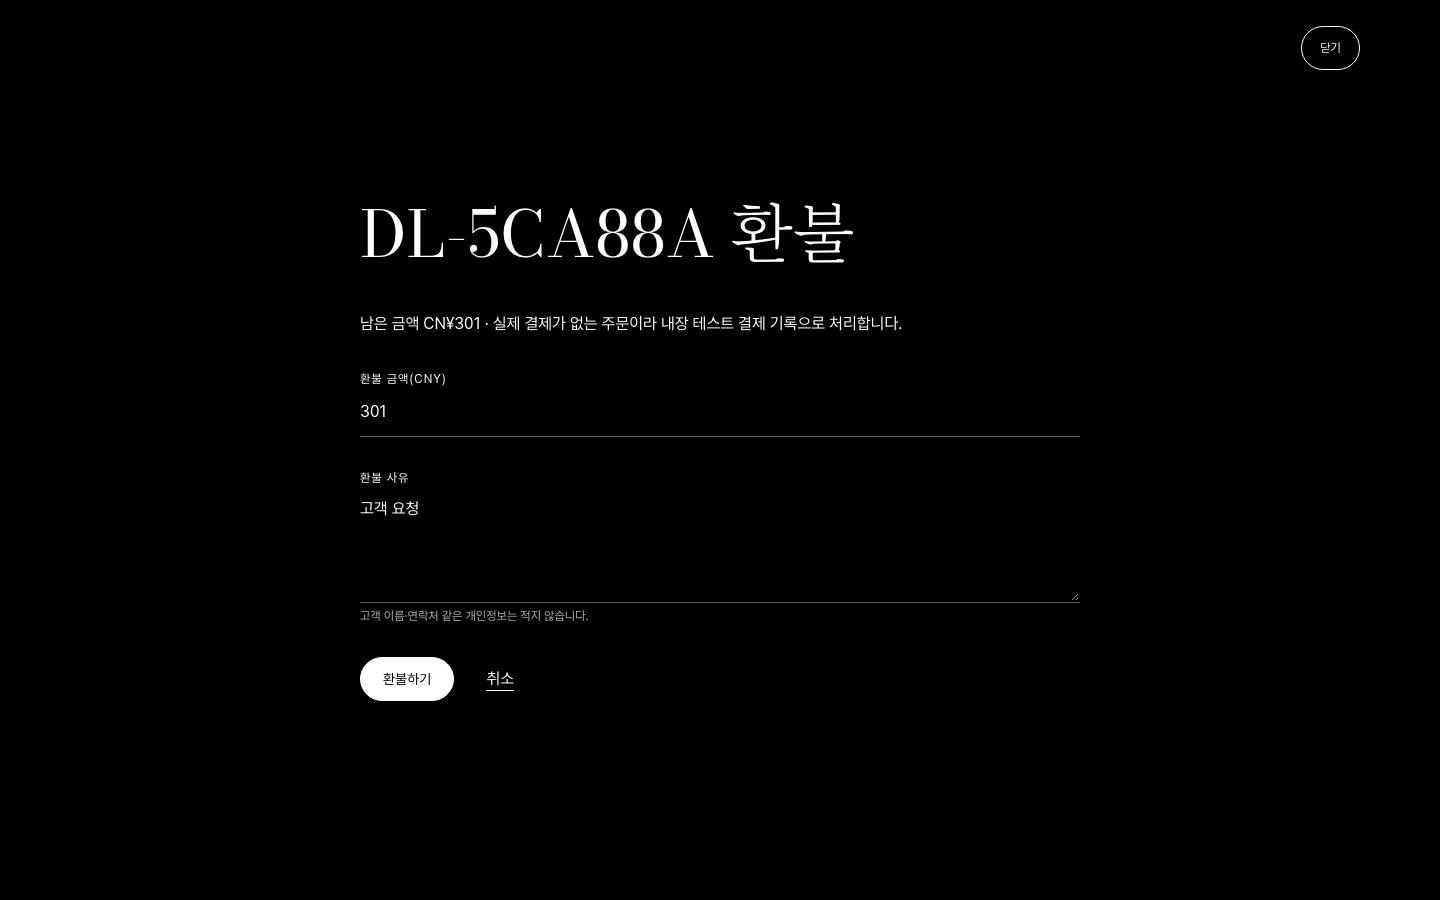 닫기
DL-5CA88A 환불
남은 금액 CN¥301 · 실제 결제가 없는 주문이라 내장 테스트 결제 기록으로 처리합니다.
환불 금액(CNY)
301
환불 사유
고객 요청
고객 이름·연락처 같은 개인정보는 적지 않습니다.
환불하기
취소